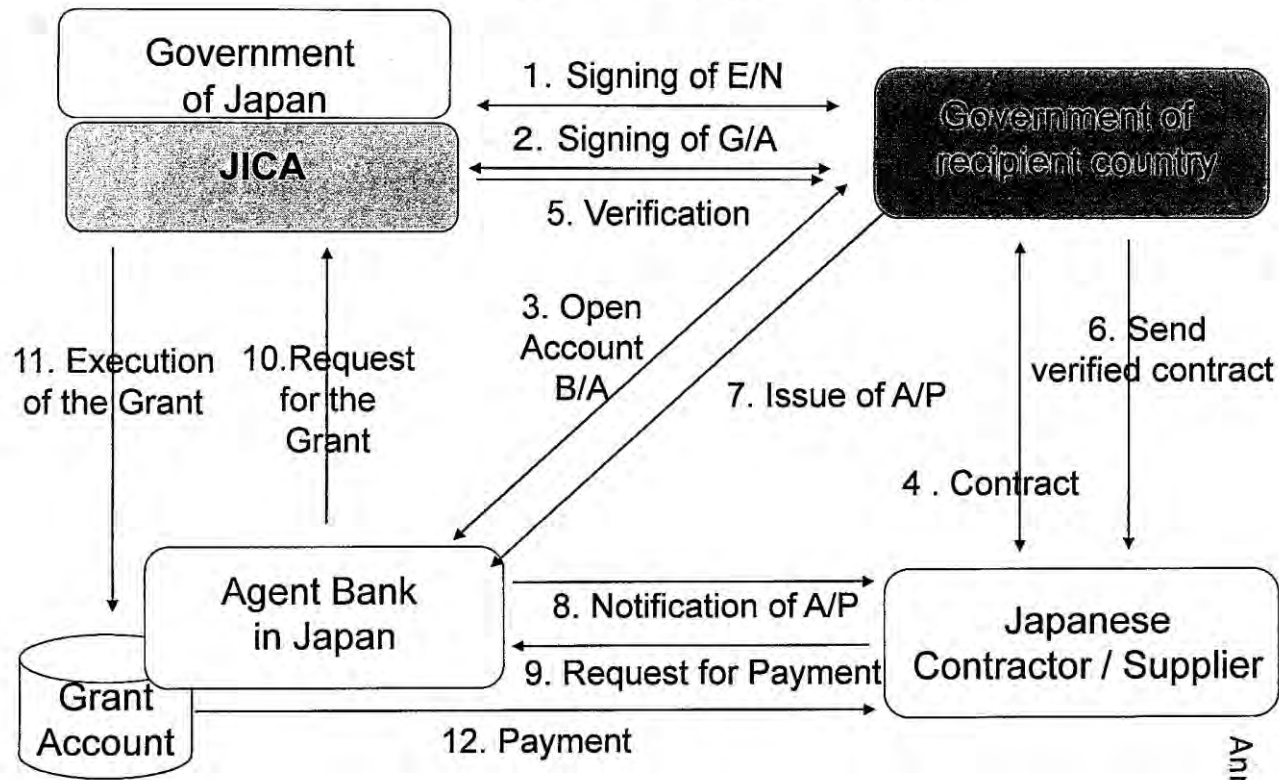 Government
of Japan
JICA
1. Signing of E/N
2. Signing of G/A
5. Verification
Government of
recipient country
11. Execution
of the Grant
10.Request
for the
Grant
3. Open
Account
B/A
7. Issue of A/P
6. Send
verified contract
4 . Contract
Agent Bank
in Japan
8. Notification of A/P
9. Request for Payment
Japanese
Contractor / Supplier
Grant
Account
12. Payment